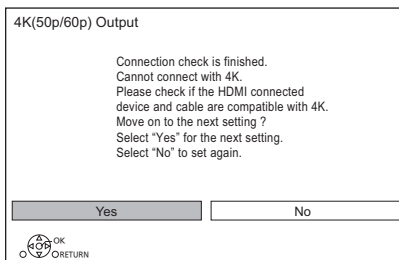 4K(50p/60p) Output
Connection check is finished.
Cannot connect with 4K.
Please check if the HDMI connected
device and cable are compatible with 4K.
Move on to the next setting ?
Select “Yes” for the next setting.
Select “No” to set again.
Yes
No
OK
RETURN